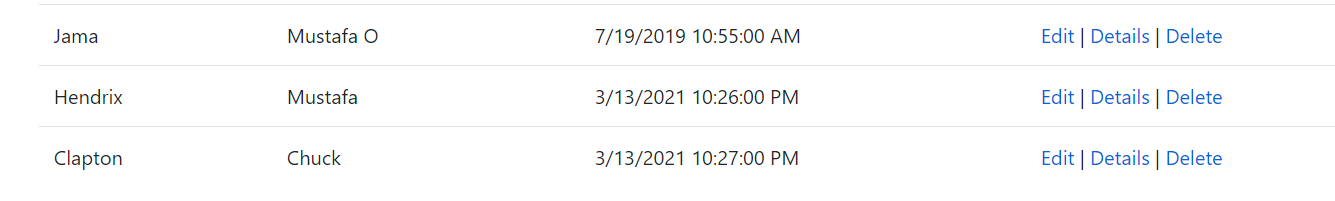 Jama Mustafa O 7/19/2019 10:55:00 AM Edit | Details | Delete
Hendrix Mustafa 3/13/2021 10:26:00 PM Edit | Details | Delete
Clapton Chuck 3/13/2021 10:27:00 PM Edit | Details | Delete